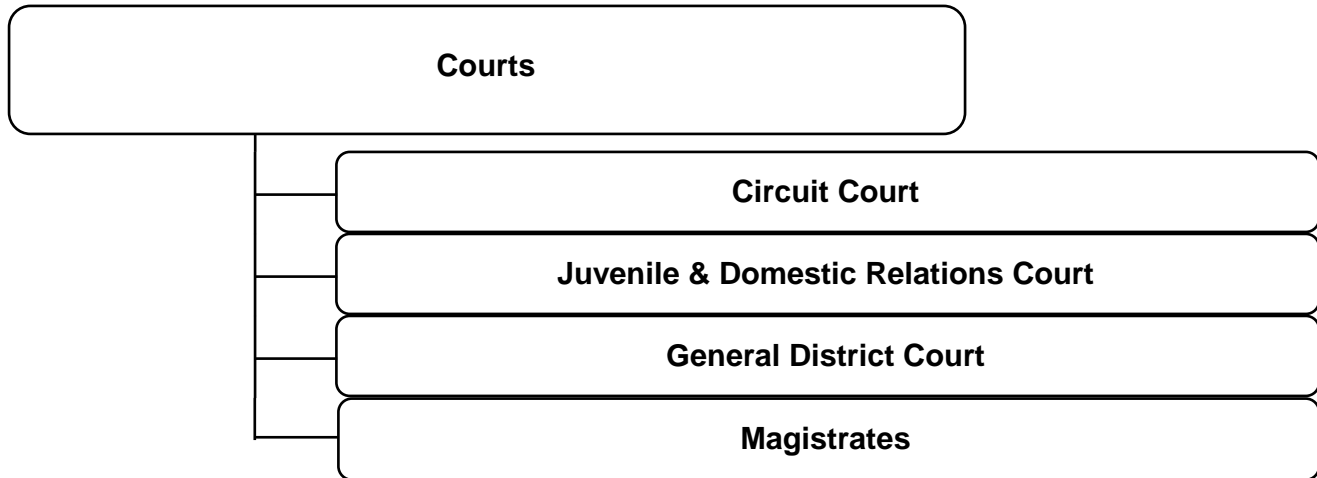 Courts
Circuit Court
Juvenile & Domestic Relations Court
General District Court
Magistrates